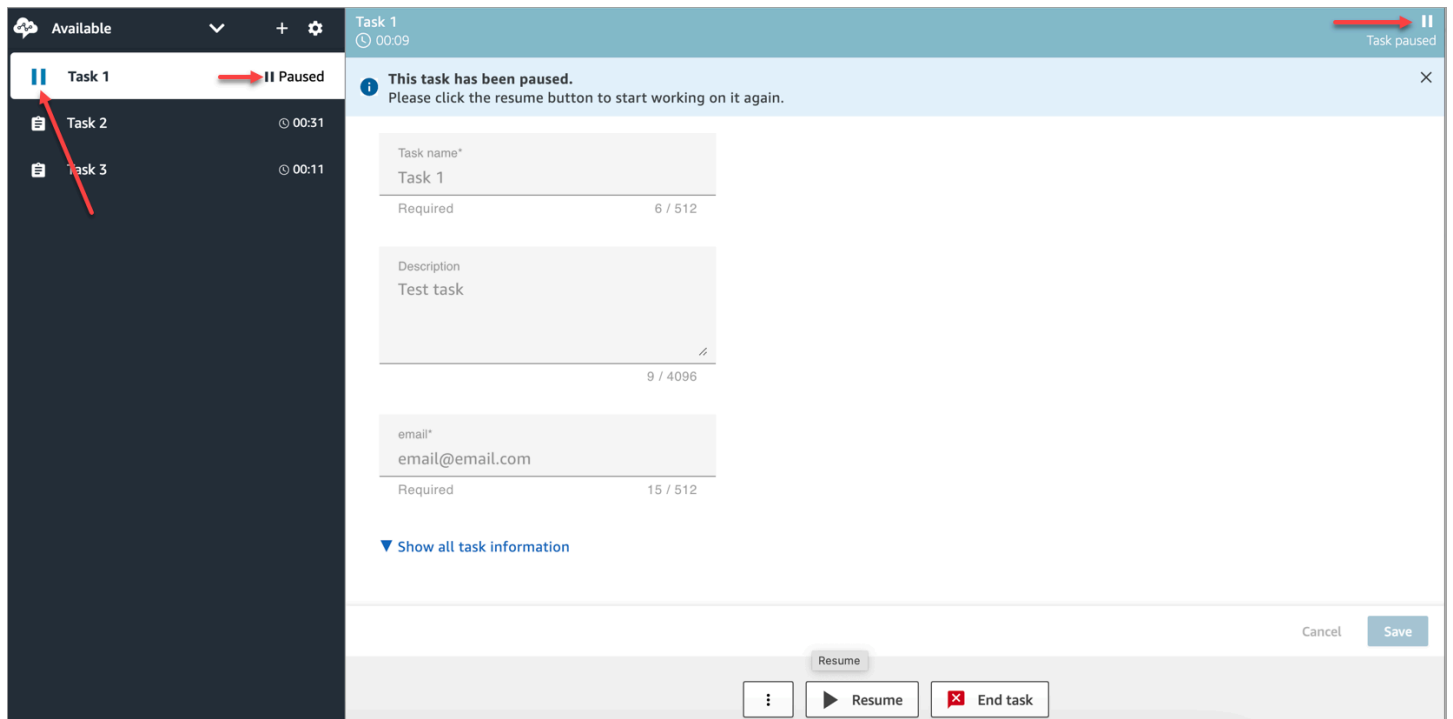 Available
Task 1
Paused
Task 2
00:31
Task 3
00:11
Task 1
00:09
Task paused
This task has been paused.
Please click the resume button to start working on it again.
Task name*
Task 1
Required
6 / 512
Description
Test task
9 / 4096
email*
email@email.com
Required
15 / 512
Show all task information
Cancel
Save
Resume
Resume
End task